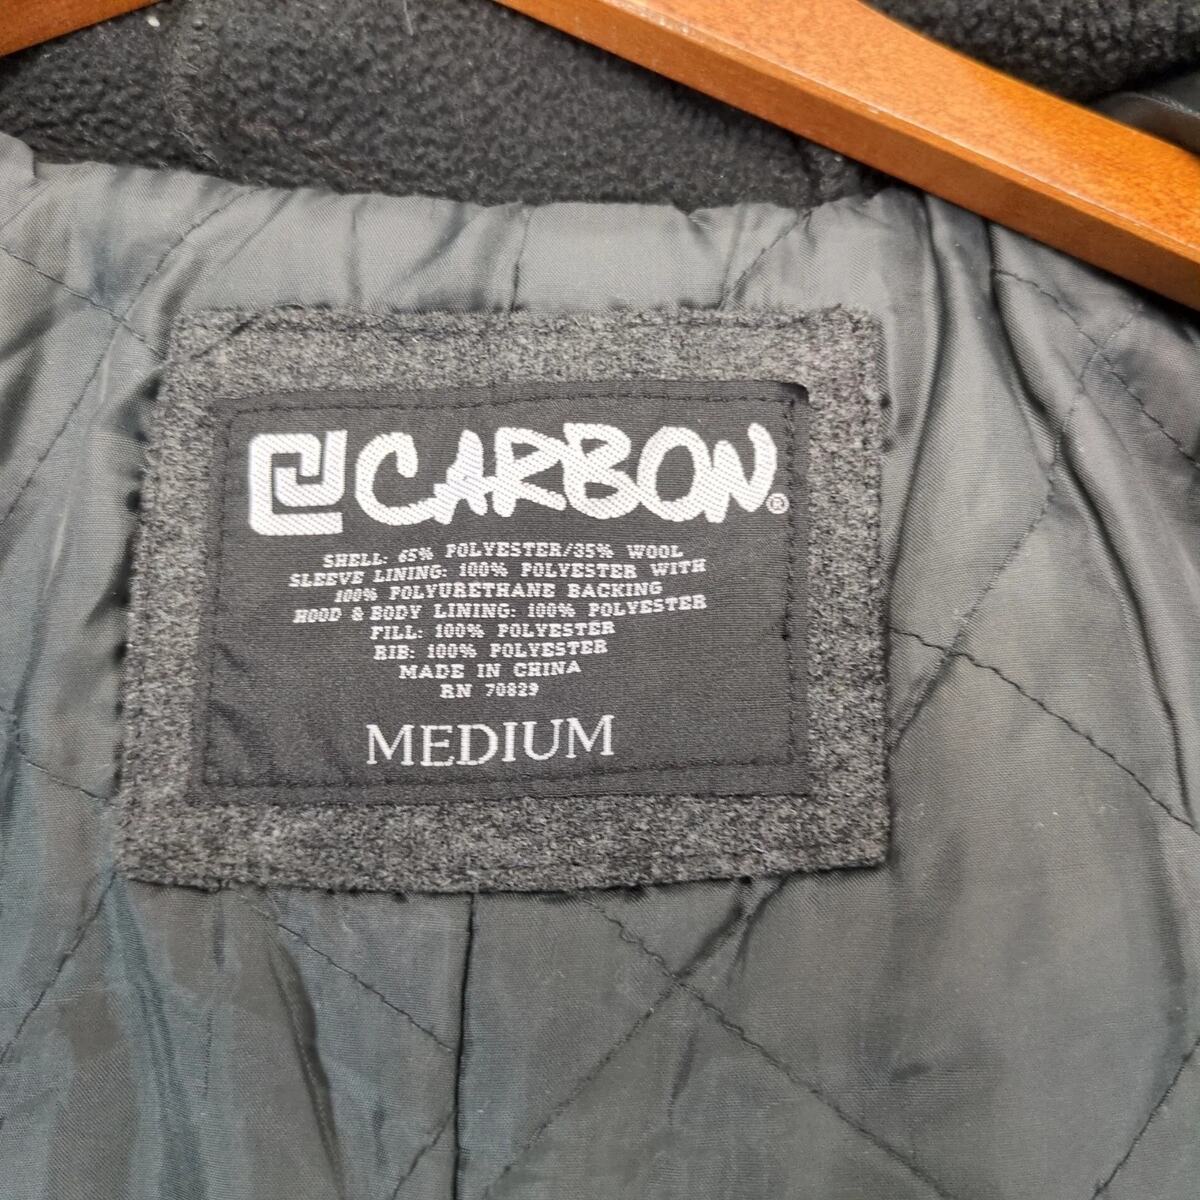 CARBON®
SHELL: 65% POLYESTER/35% WOOL
SLEEVE LINING: 100% POLYESTER WITH
100% POLYURETHANE BACKING
HOOD & BODY LINING: 100% POLYESTER
FILL: 100% POLYESTER
RIB: 100% POLYESTER
MADE IN CHINA
RN 70829
MEDIUM